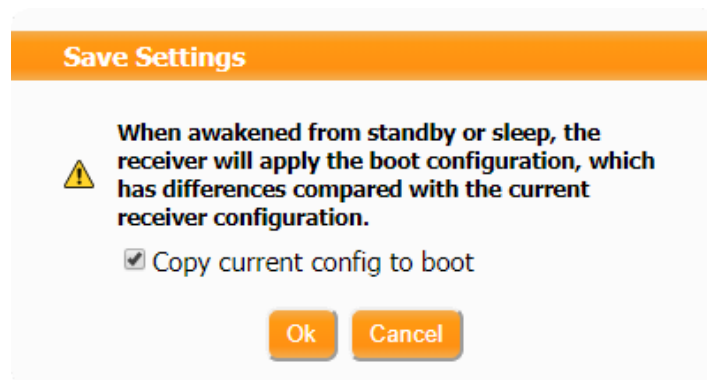 Save Settings
When awakened from standby or sleep, the
receiver will apply the boot configuration, which
has differences compared with the current
receiver configuration.
Copy current config to boot
Ok Cancel